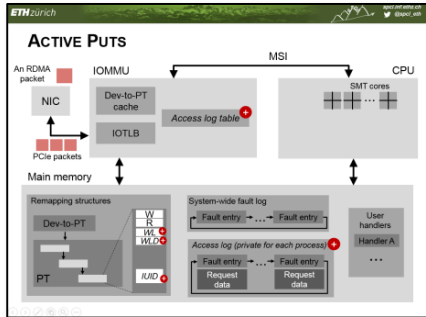 ETHzürich
spcl.inf.ethz.ch
@spcl_eth
ACTIVE PUTS
MSI
An RDMA
packet
IOMMU
CPU
NIC
Dev-to-PT
cache
Access log table
SMT cores
...
IOTLB
PCIe packets
Main memory
Remapping structures
System-wide fault log
User
handlers
Dev-to-PT
W
R
WL
WLD
Fault entry
...
Fault entry
Handler A
...
Access log (private for each process)
PT
IUID
Fault entry
...
Fault entry
Request
data
Request
data